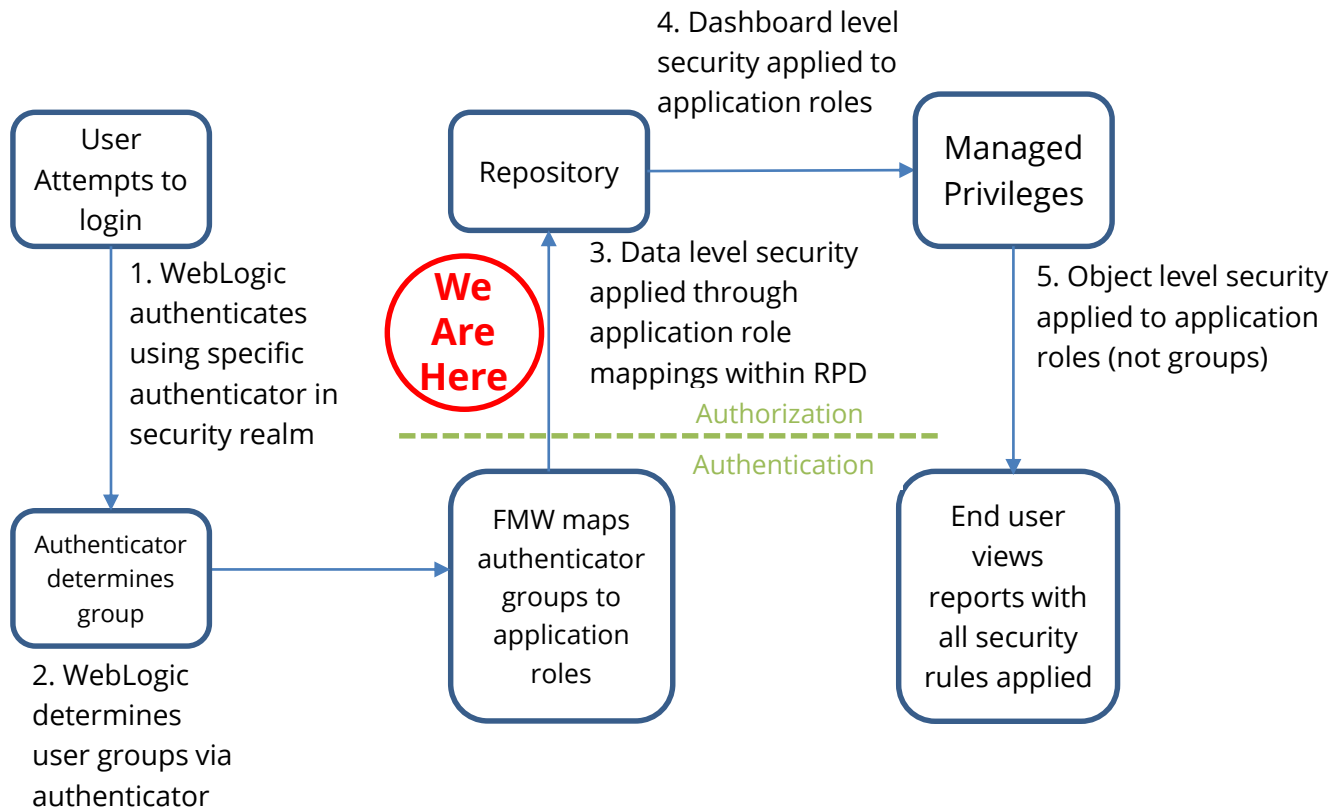 User
Attempts to
login
1. WebLogic
authenticates
using specific
authenticator in
security realm
Authenticator
determines
group
2. WebLogic
determines
user groups via
authenticator
FMW maps
authenticator
groups to
application
roles
We
Are
Here
3. Data level security
applied through
application role
mappings within RPD
Authorization
Authentication
Repository
4. Dashboard level
security applied to
application roles
Managed
Privileges
5. Object level security
applied to application
roles (not groups)
End user
views
reports with
all security
rules applied